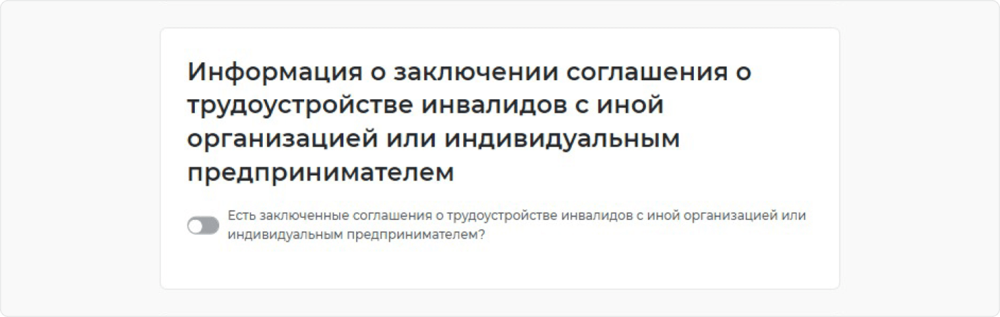 Информация о заключении соглашения о
трудоустройстве инвалидов с иной
организацией или индивидуальным
предпринимателем
Есть заключенные соглашения о трудоустройстве инвалидов с иной организацией или
индивидуальным предпринимателем?